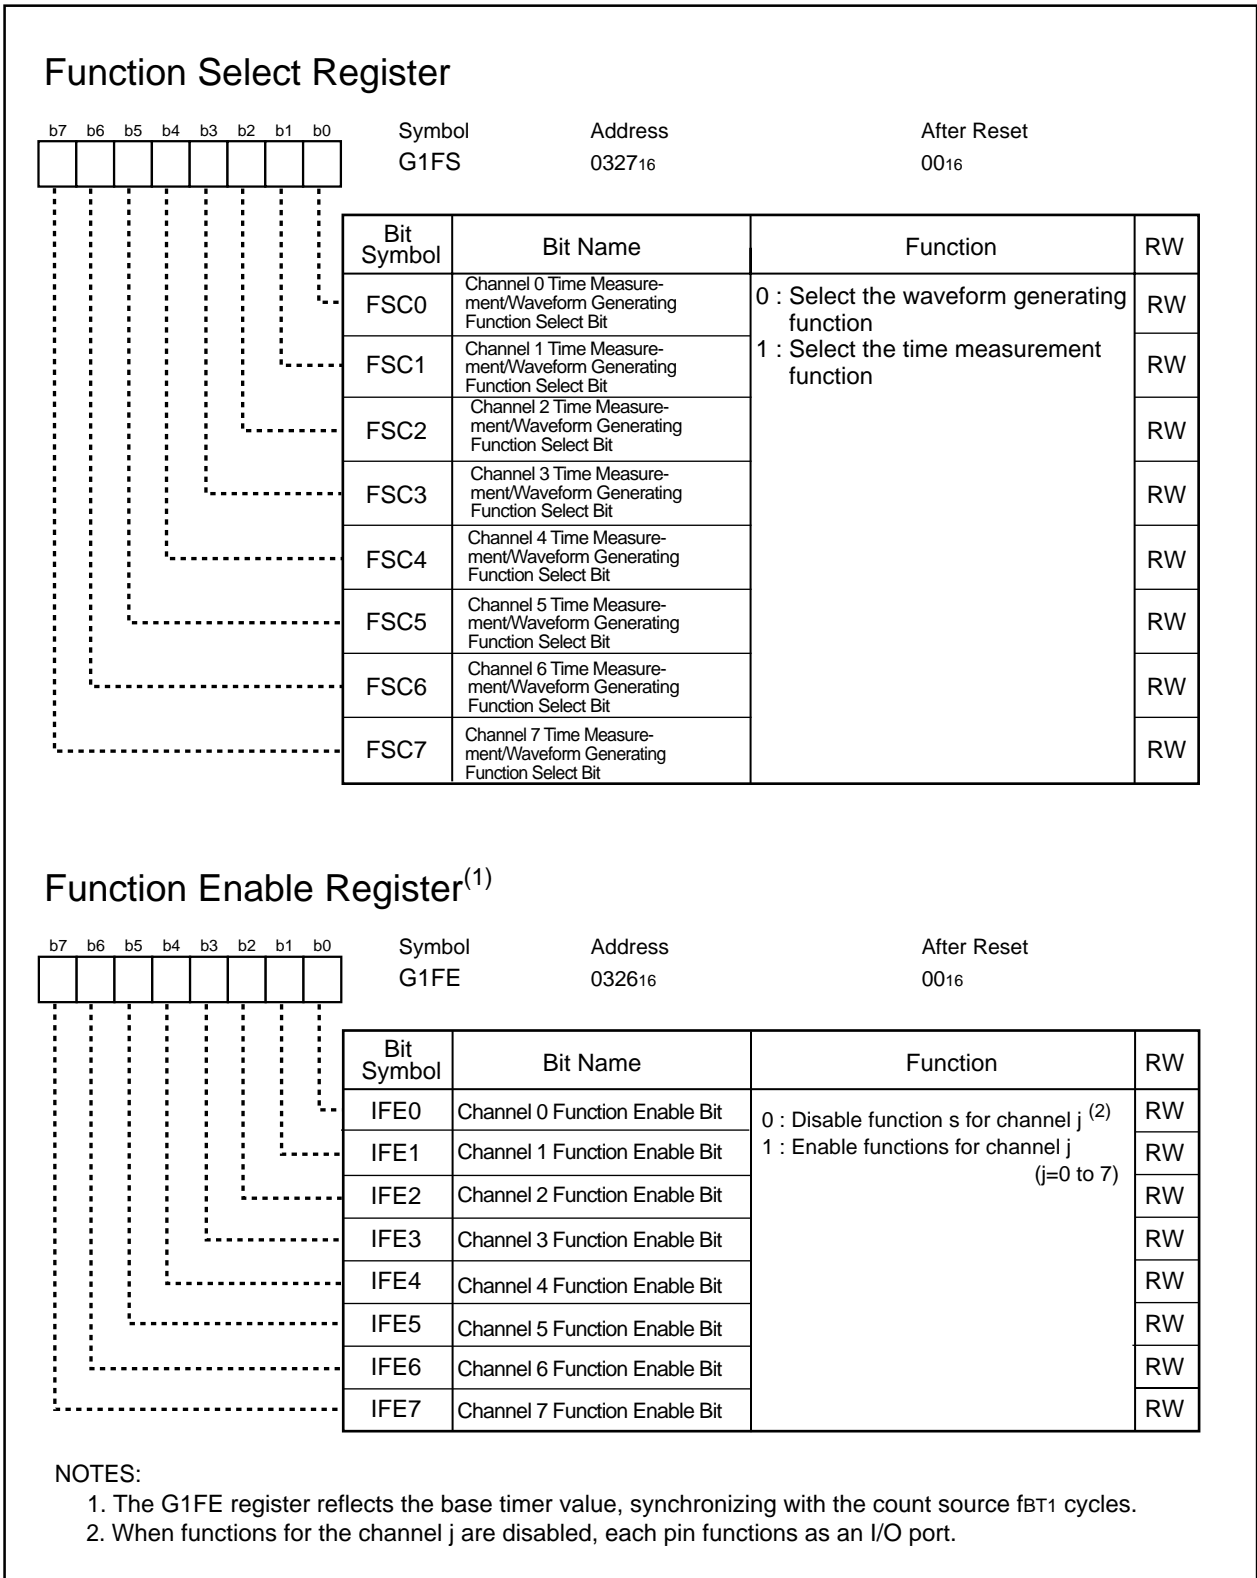 Function Select Register
b7 b6 b5 b4 b3 b2 b1 b0
Symbol Address After Reset
G1FS 032716 0016
Bit Symbol Bit Name Function RW
FSC0 Channel 0 Time Measure-
ment/Waveform Generating
Function Select Bit
0 : Select the waveform generating
function
1 : Select the time measurement
function
RW
FSC1 Channel 1 Time Measure-
ment/Waveform Generating
Function Select Bit
RW
FSC2 Channel 2 Time Measure-
ment/Waveform Generating
Function Select Bit
RW
FSC3 Channel 3 Time Measure-
ment/Waveform Generating
Function Select Bit
RW
FSC4 Channel 4 Time Measure-
ment/Waveform Generating
Function Select Bit
RW
FSC5 Channel 5 Time Measure-
ment/Waveform Generating
Function Select Bit
RW
FSC6 Channel 6 Time Measure-
ment/Waveform Generating
Function Select Bit
RW
FSC7 Channel 7 Time Measure-
ment/Waveform Generating
Function Select Bit
RW
Function Enable Register(1)
b7 b6 b5 b4 b3 b2 b1 b0
Symbol Address After Reset
G1FE 032616 0016
Bit Symbol Bit Name Function RW
IFE0 Channel 0 Function Enable Bit 0 : Disable function s for channel j (2) RW
IFE1 Channel 1 Function Enable Bit 1 : Enable functions for channel j RW
(j=0 to 7)
IFE2 Channel 2 Function Enable Bit RW
IFE3 Channel 3 Function Enable Bit RW
IFE4 Channel 4 Function Enable Bit RW
IFE5 Channel 5 Function Enable Bit RW
IFE6 Channel 6 Function Enable Bit RW
IFE7 Channel 7 Function Enable Bit RW
NOTES:
1. The G1FE register reflects the base timer value, synchronizing with the count source fBT1 cycles.
2. When functions for the channel j are disabled, each pin functions as an I/O port.